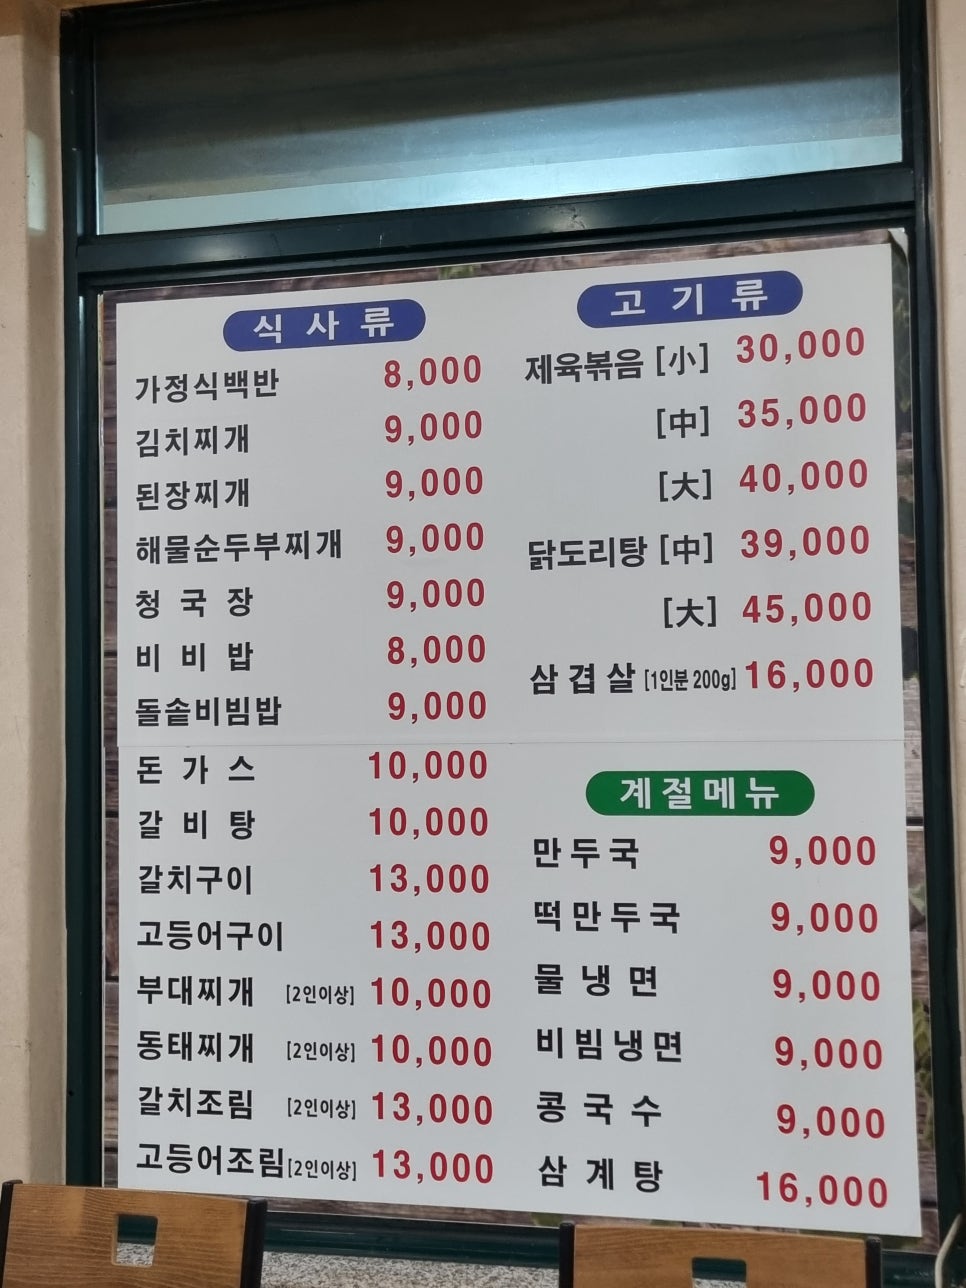 식사류
가정식백반 8,000
김치찌개 9,000
된장찌개 9,000
해물순두부찌개 9,000
청국장 9,000
비비밥 8,000
돌솥비빔밥 9,000
돈가스 10,000
갈비탕 10,000
갈치구이 13,000
고등어구이 13,000
부대찌개 [2인이상] 10,000
동태찌개 [2인이상] 10,000
갈치조림 [2인이상] 13,000
고등어조림 [2인이상] 13,000
고기류
제육볶음 [小] 30,000
[中] 35,000
[大] 40,000
닭도리탕 [中] 39,000
[大] 45,000
삼겹살 [1인분 200g] 16,000
계절메뉴
만두국 9,000
떡만두국 9,000
물냉면 9,000
비빔냉면 9,000
콩국수 9,000
삼계탕 16,000